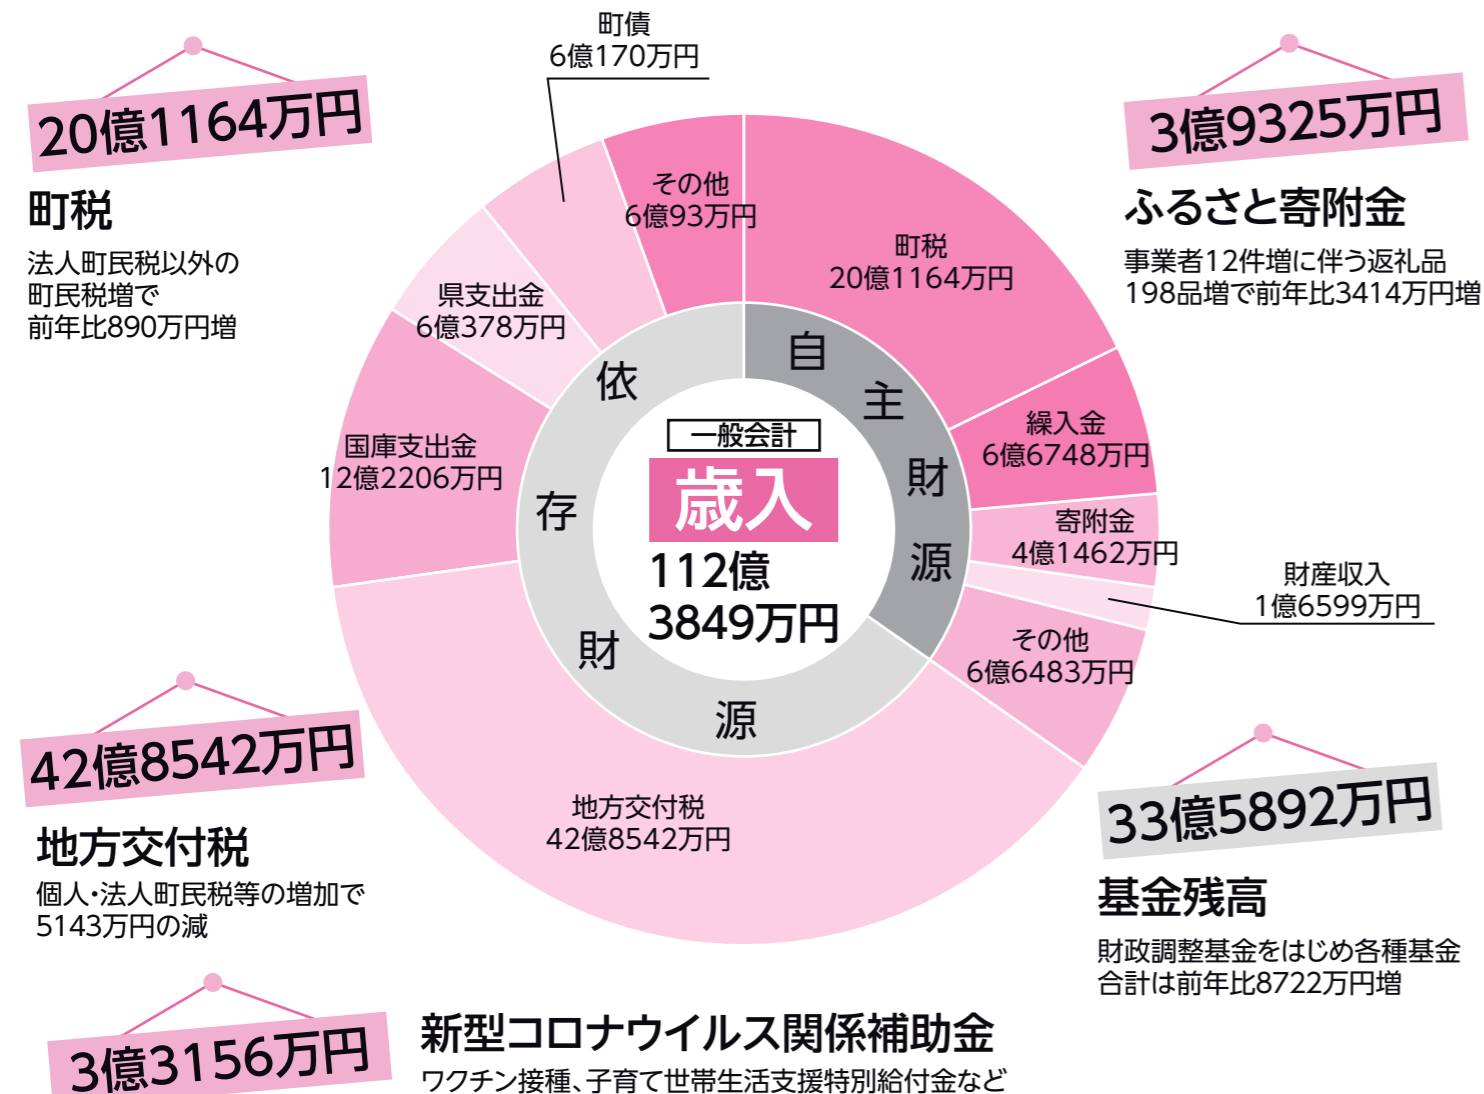 町債
6億170万円
20億1164万円
町税
法人町民税以外の
町民税増で
前年比890万円増
3億9325万円
ふるさと寄附金
事業者12件増に伴う返礼品
198品増で前年比3414万円増
その他
6億93万円
町税
20億1164万円
県支出金
6億378万円
繰入金
6億6748万円
国庫支出金
12億2206万円
寄附金
4億1462万円
財産収入
1億6599万円
その他
6億6483万円
地方交付税
42億8542万円
自主財源
依存財源
一般会計
歳入
112億
3849万円
42億8542万円
地方交付税
個人・法人町民税等の増加で
5143万円の減
33億5892万円
基金残高
財政調整基金をはじめ各種基金
合計は前年比8722万円増
3億3156万円
新型コロナウイルス関係補助金
ワクチン接種、子育て世帯生活支援特別給付金など